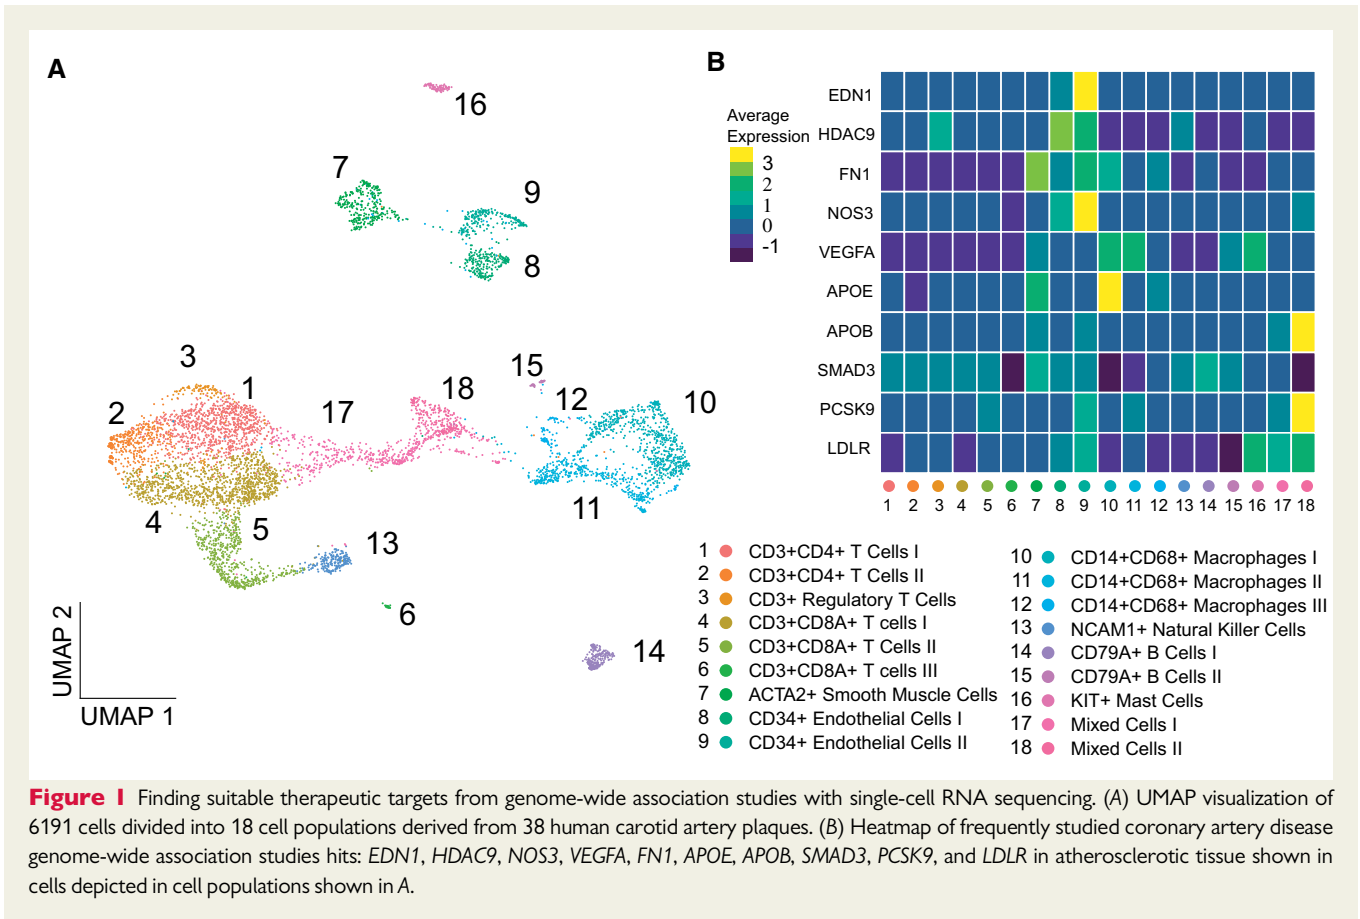 A
16
7
9
8
3
1
2
17
18
15
12
10
11
4
5
13
6
14
UMAP 2
UMAP 1
B
Average
Expression
3
2
1
0
-1
EDN1
HDAC9
FN1
NOS3
VEGFA
APOE
APOB
SMAD3
PCSK9
LDLR
1 2 3 4 5 6 7 8 9 10 11 12 13 14 15 16 17 18
1 CD3+CD4+ T Cells I
2 CD3+CD4+ T Cells II
3 CD3+ Regulatory T Cells
4 CD3+CD8A+ T cells I
5 CD3+CD8A+ T Cells II
6 CD3+CD8A+ T cells III
7 ACTA2+ Smooth Muscle Cells
8 CD34+ Endothelial Cells I
9 CD34+ Endothelial Cells II
10 CD14+CD68+ Macrophages I
11 CD14+CD68+ Macrophages II
12 CD14+CD68+ Macrophages III
13 NCAM1+ Natural Killer Cells
14 CD79A+ B Cells I
15 CD79A+ B Cells II
16 KIT+ Mast Cells
17 Mixed Cells I
18 Mixed Cells II
Figure 1 Finding suitable therapeutic targets from genome-wide association studies with single-cell RNA sequencing. (A) UMAP visualization of
6191 cells divided into 18 cell populations derived from 38 human carotid artery plaques. (B) Heatmap of frequently studied coronary artery disease
genome-wide association studies hits: EDN1, HDAC9, NOS3, VEGFA, FN1, APOE, APOB, SMAD3, PCSK9, and LDLR in atherosclerotic tissue shown in
cells depicted in cell populations shown in A.